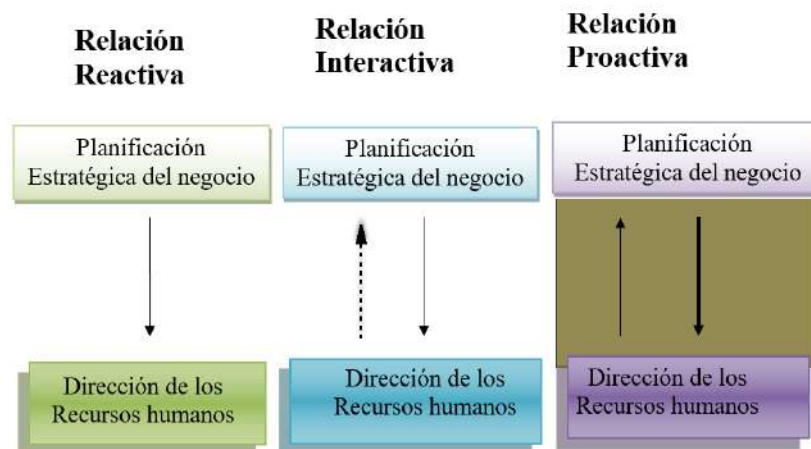 Relación
Reactiva
Relación
Interactiva
Relación
Proactiva
Planificación
Estratégica del negocio
Planificación
Estratégica del negocio
Planificación
Estratégica del negocio
Dirección de los
Recursos humanos
Dirección de los
Recursos humanos
Dirección de los
Recursos humanos